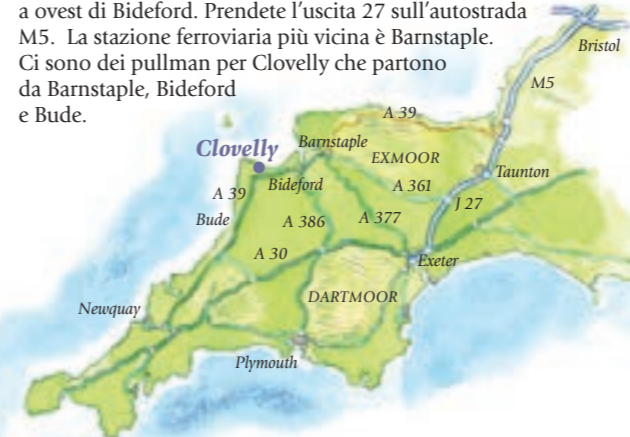 a ovest di Bideford. Prendete l'uscita 27 sull'autostrada
M5. La stazione ferroviaria più vicina è Barnstaple.
Ci sono dei pullman per Clovelly che partono
da Barnstaple, Bideford
e Bude.
Bristol
M5
A 39
Clovelly
Barnstaple
EXMOOR
Taunton
A 39
Bideford
A 361
J 27
Bude
A 386
A 377
A 30
Exeter
DARTMOOR
Newquay
Plymouth